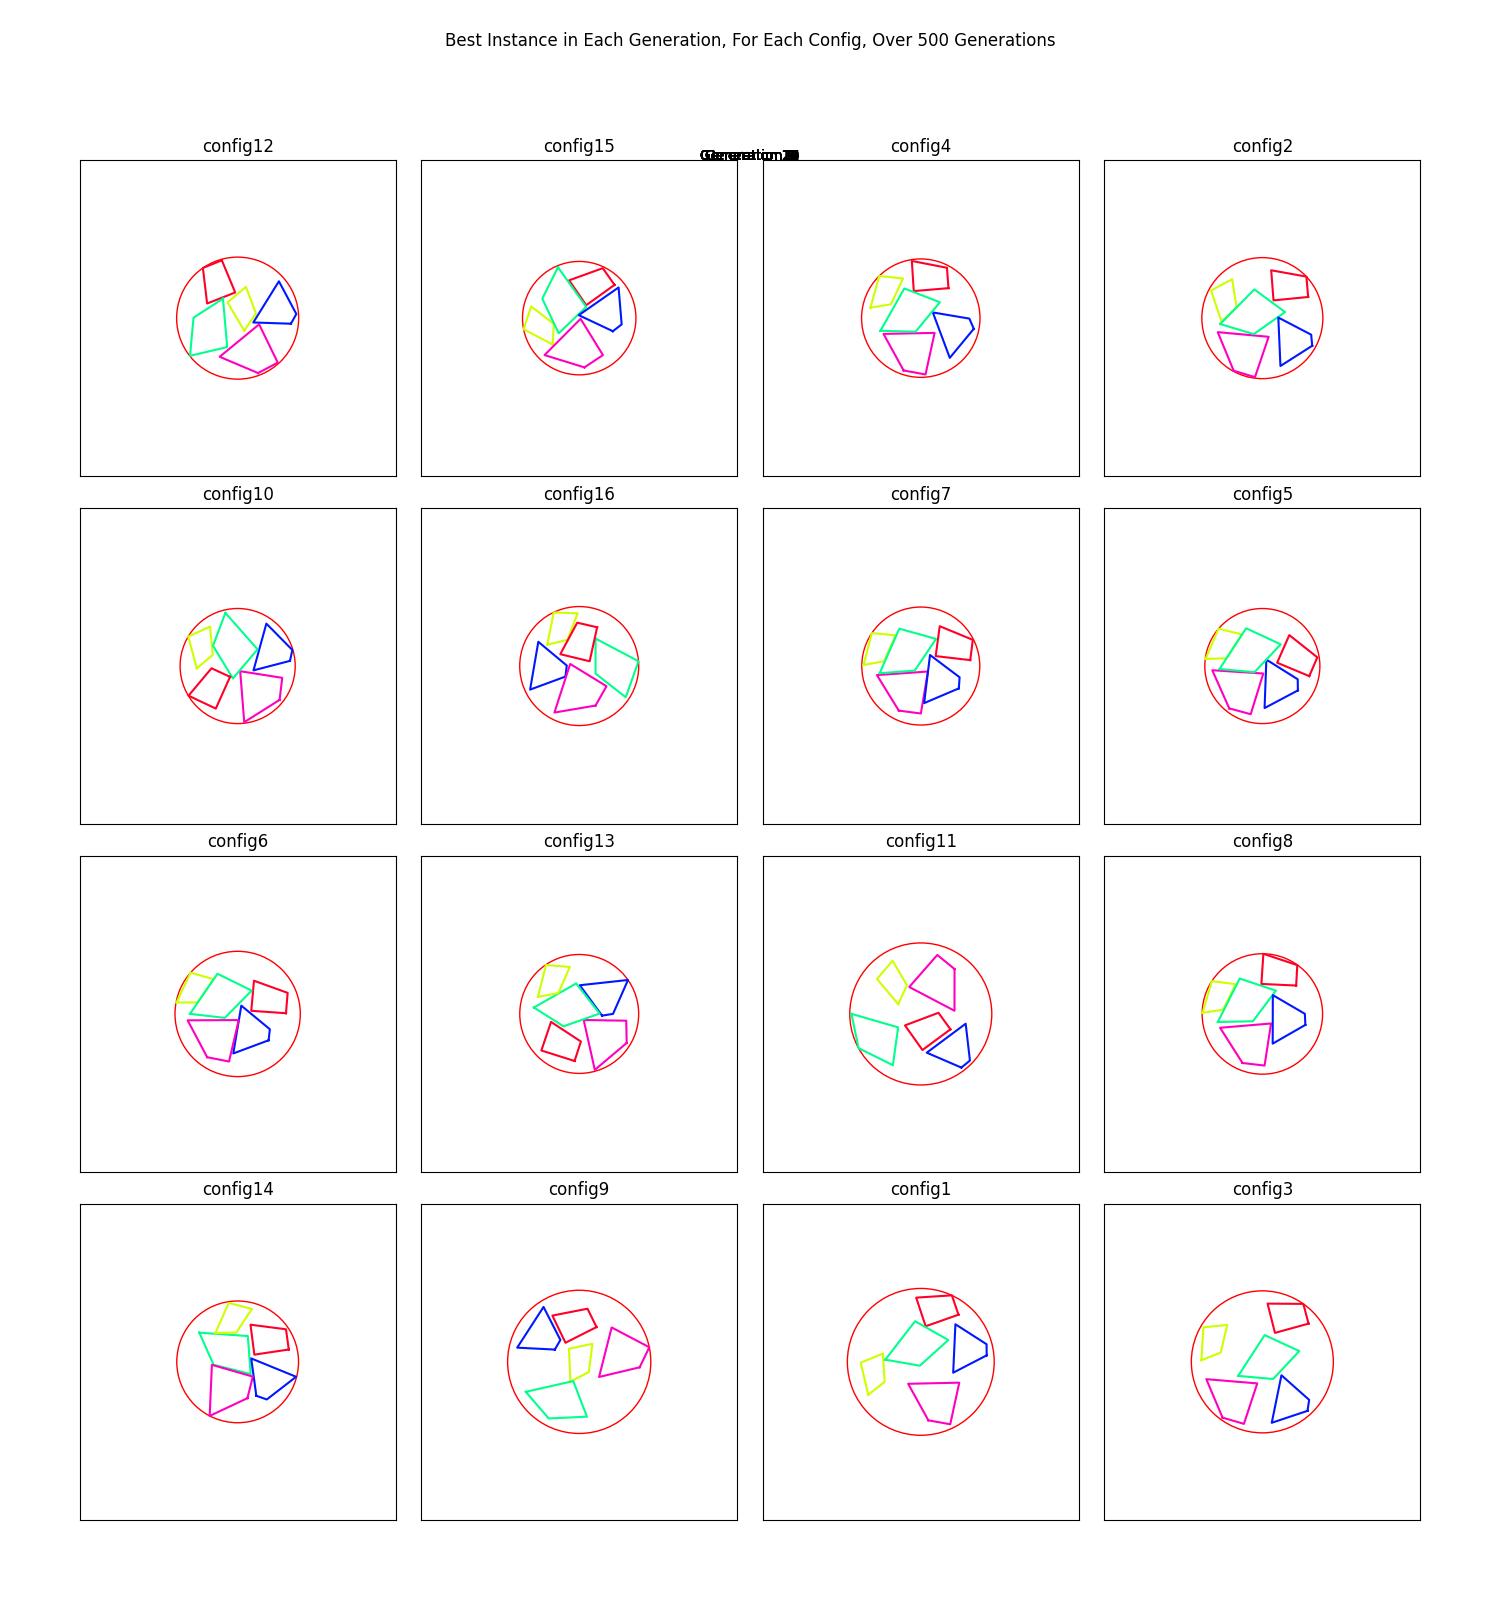 Best Instance in Each Generation, For Each Config, Over 500 Generations
config12
config15
config4
config2
config10
config16
config7
config5
config6
config13
config11
config8
config14
config9
config1
config3